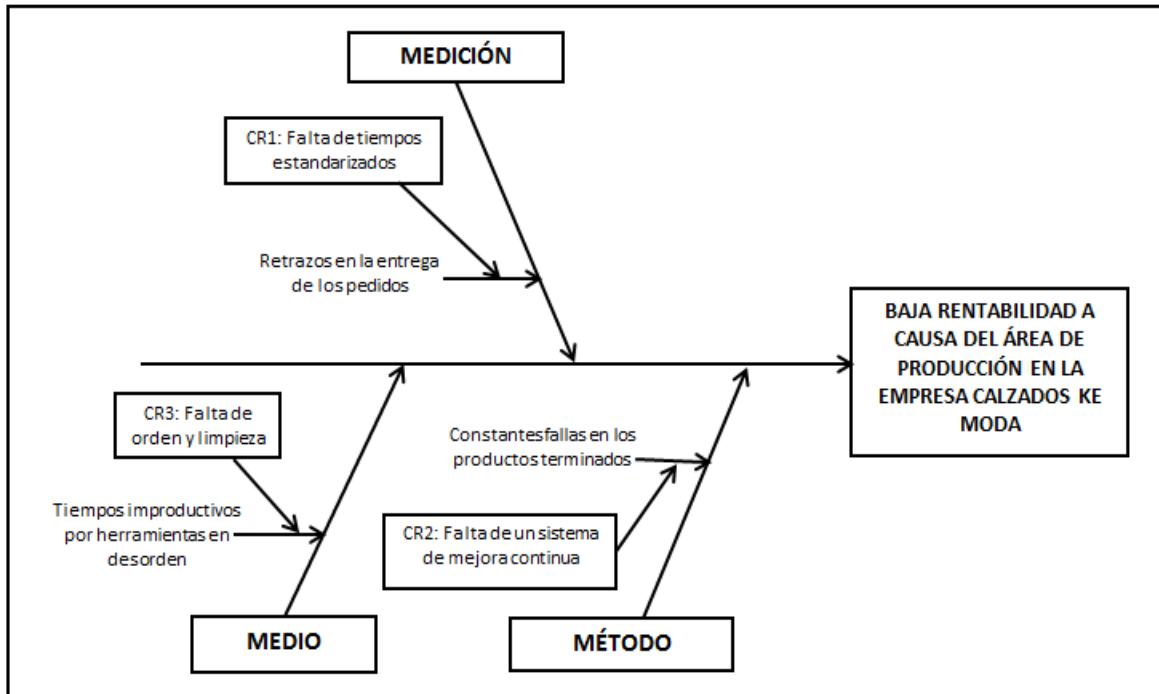 MEDICIÓN
CR1: Falta de tiempos
estandarizados
Retrazos en la entrega
de los pedidos
BAJA RENTABILIDAD A
CAUSA DEL ÁREA DE
PRODUCCIÓN EN LA
EMPRESA CALZADOS KE
MODA
CR3: Falta de
orden y limpieza
Tiempos improductivos
por herramientas en
desorden
Constantesfallas en los
productos terminados
CR2: Falta de un sistema
de mejora continua
MEDIO
MÉTODO